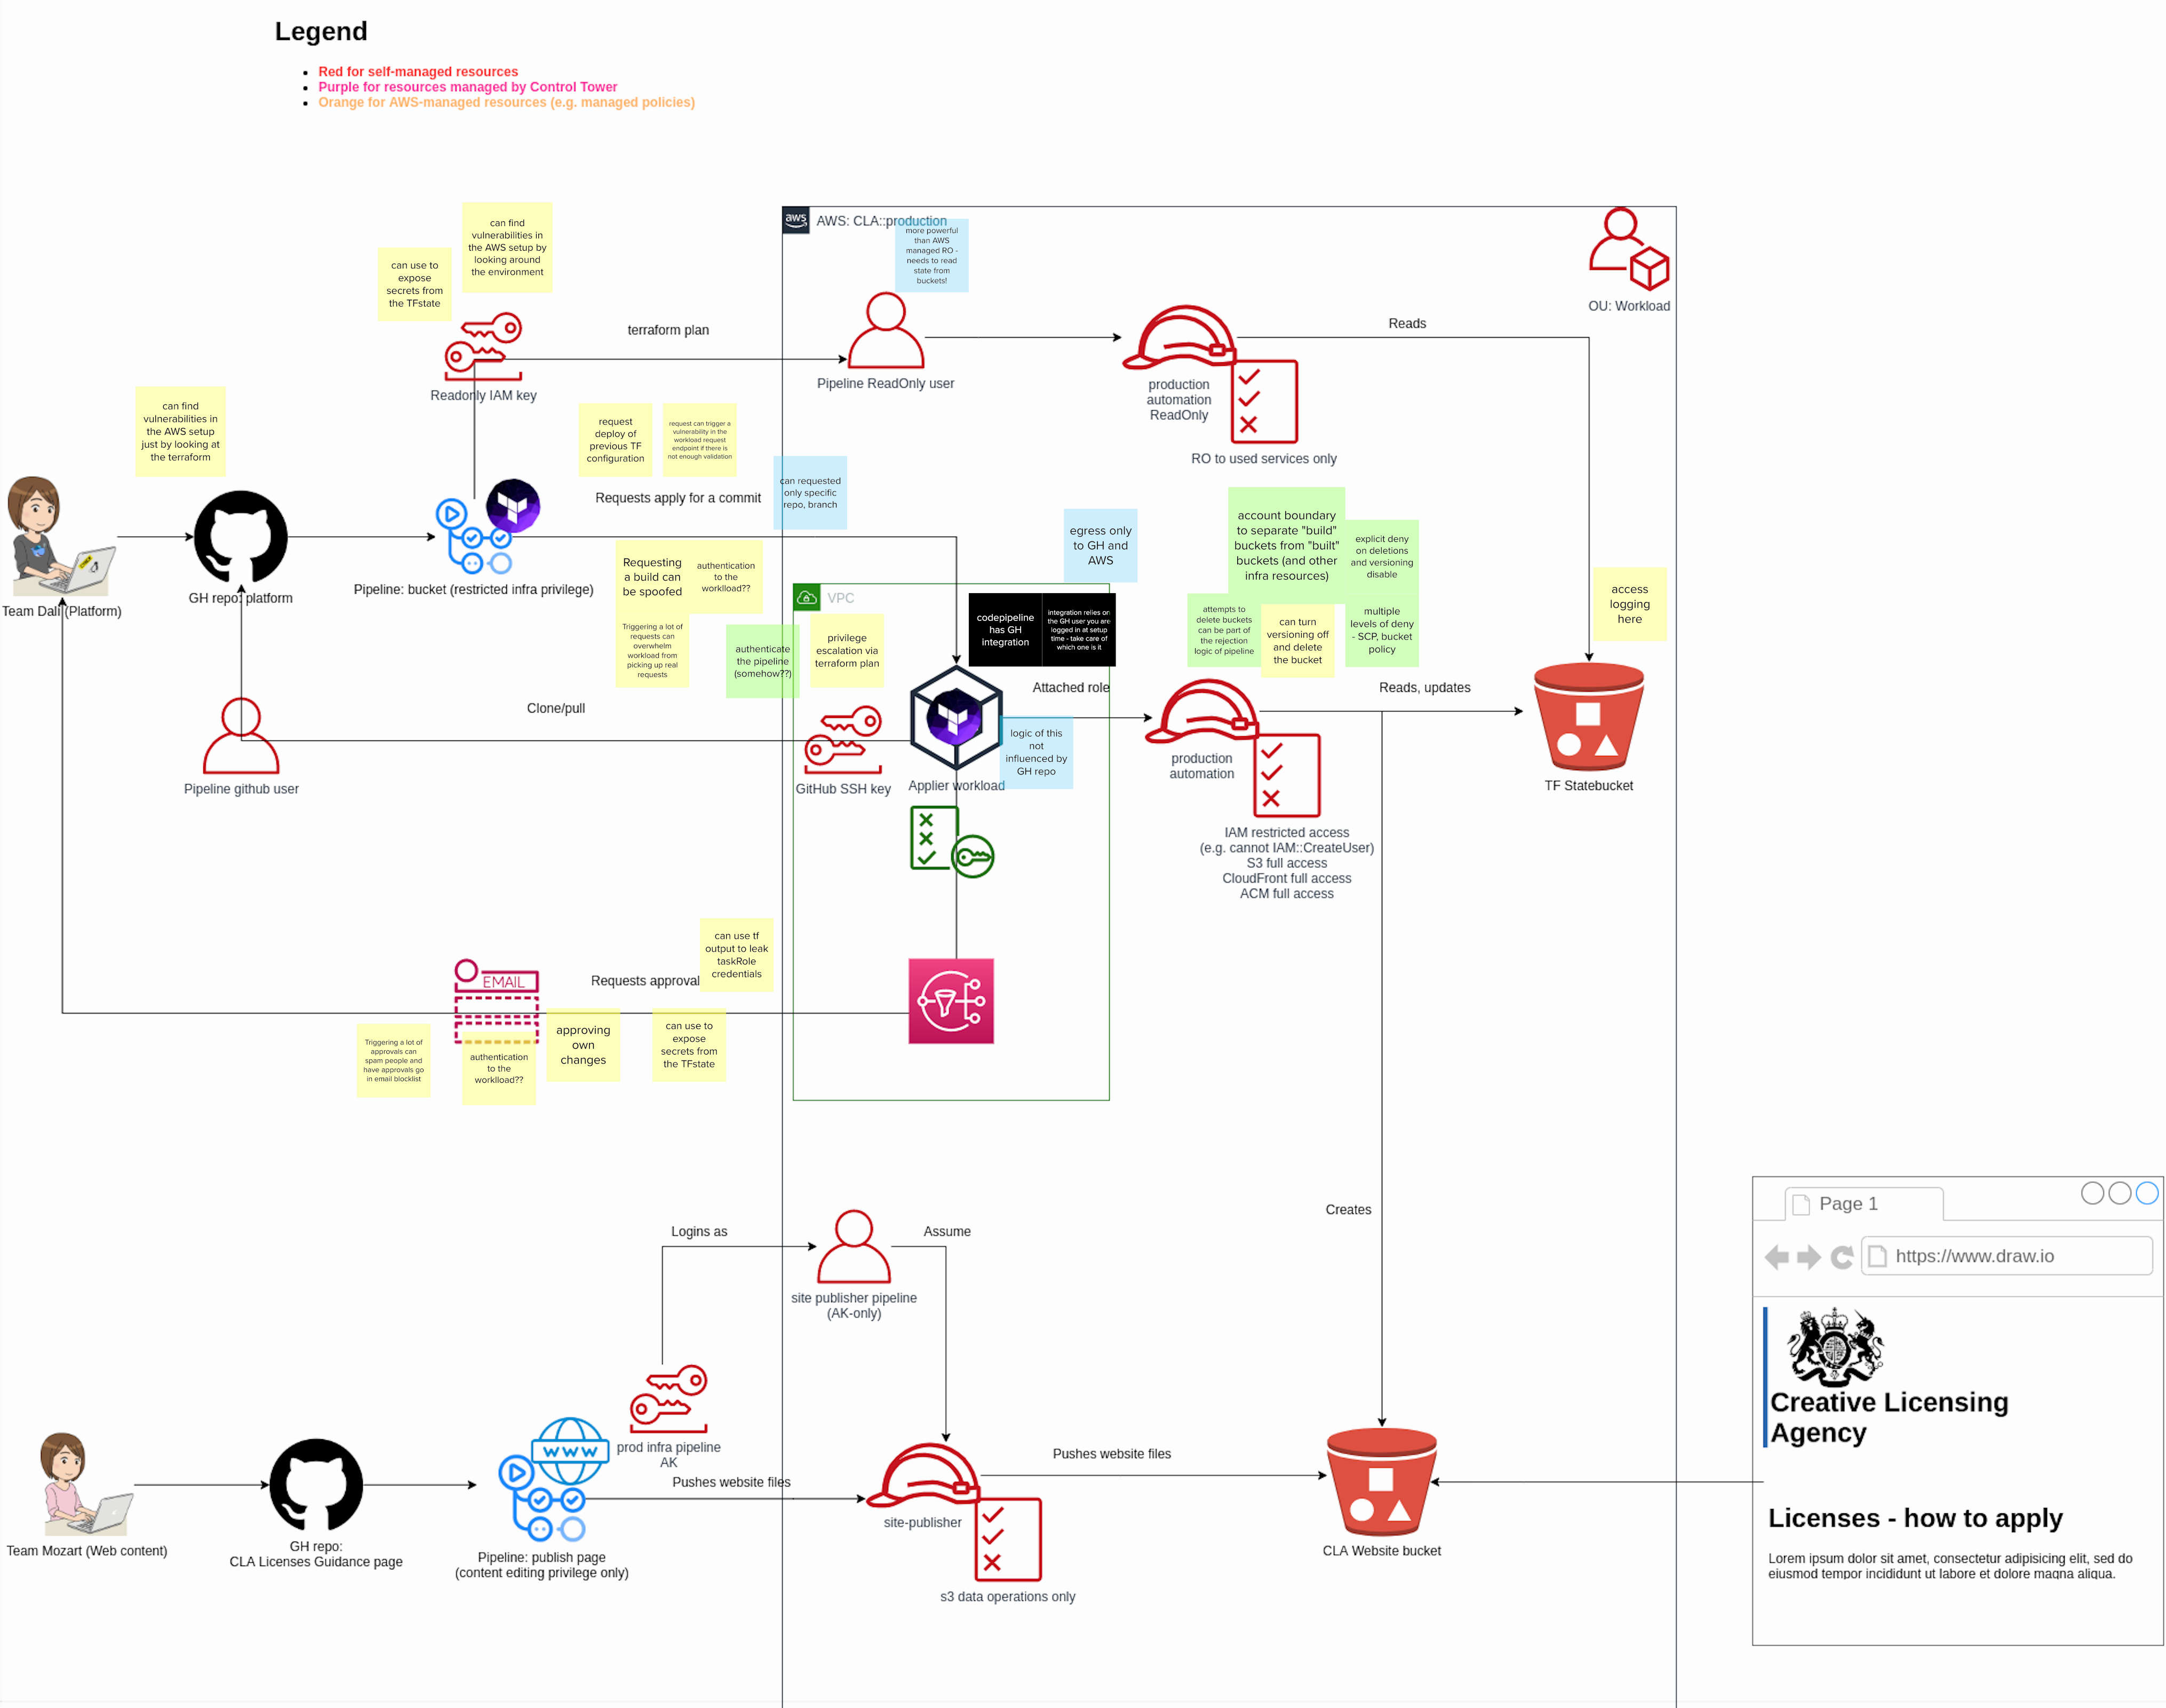 Legend
Red for self-managed resources
Purple for resources managed by Control Tower
Orange for AWS-managed resources (e.g. managed policies)
can find
vulnerabilities in
the AWS setup by
looking around
the environment
can use to
expose
secrets from
the TFstate
aws
AWS: CLA::production
more powerful
than AWS
managed RO -
needs to read
state from
buckets!
OU: Workload
terraform plan
Readonly IAM key
Pipeline ReadOnly user
production
automation
ReadOnly
RO to used services only
Reads
can find
vulnerabilities in
the AWS setup
just by looking at
the terraform
request
deploy of
previous TF
configuration
request can trigger a
vulnerability in the
workload request
endpoint if there is
not enough validation
Requests apply for a commit
can requested
only specific
repo, branch
egress only
to GH and
AWS
account boundary
to separate "build"
buckets from "built"
buckets (and other
infra resources)
explicit deny
on deletions
and versioning
disable
access
logging
here
Team Dali (Platform)
GH repo: platform
Pipeline: bucket (restricted infra privilege)
Requesting
a build can
be spoofed
authentication
to the
worklload??
Triggering a lot of
requests can
overwhelm
workload from
picking up real
requests
authenticate
the pipeline
(somehow??)
VPC
privilege
escalation via
terraform plan
codepipeline
has GH
integration
integration relies on
the GH user you are
logged in at setup
time - take care of
which one is it
attempts to
delete buckets
can be part of
the rejection
logic of pipeline
can turn
versioning off
and delete
the bucket
multiple
levels of deny
- SCP, bucket
policy
Attached role
Reads, updates
Clone/pull
logic of this
not
influenced by
GH repo
Pipeline github user
GitHub SSH key
Applier workload
production
automation
TF Statebucket
IAM restricted access
(e.g. cannot IAM::CreateUser)
S3 full access
CloudFront full access
ACM full access
can use tf
output to leak
taskRole
credentials
EMAIL
Requests approval
Triggering a lot of
approvals can
spam people and
have approvals go
in email blocklist
authentication
to the
worklload??
approving
own
changes
can use to
expose
secrets from
the TFstate
Creates
Logins as
Assume
site publisher pipeline
(AK-only)
prod infra pipeline
AK
WWW
Pushes website files
Team Mozart (Web content)
GH repo:
CLA Licenses Guidance page
Pipeline: publish page
(content editing privilege only)
site-publisher
s3 data operations only
Pushes website files
CLA Website bucket
Page 1
https://www.draw.io
Creative Licensing
Agency
Licenses - how to apply
Lorem ipsum dolor sit amet, consectetur adipisicing elit, sed do
eiusmod tempor incididunt ut labore et dolore magna aliqua.